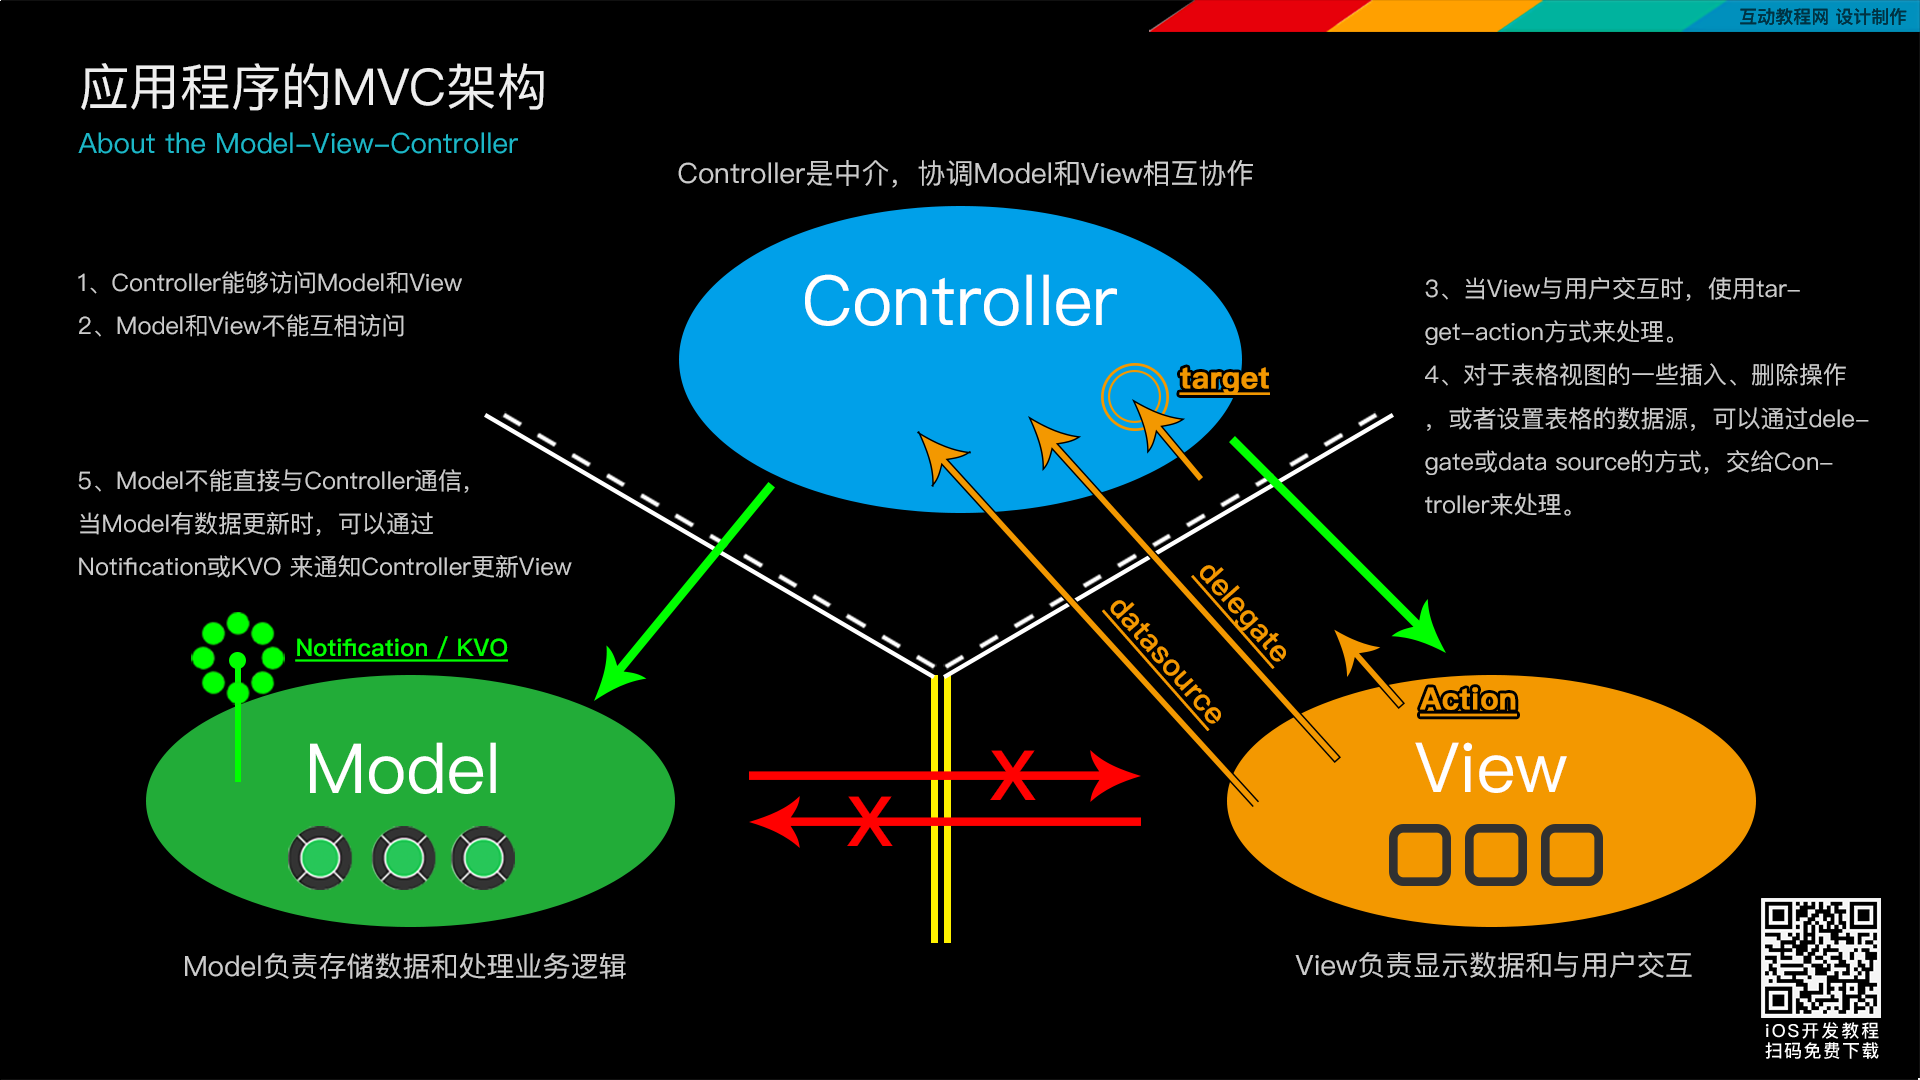 互动教程网 设计制作
应用程序的MVC架构
About the Model-View-Controller
Controller是中介，协调Model和View相互协作
1、Controller能够访问Model和View
2、Model和View不能互相访问
Controller
target
3、当View与用户交互时，使用tar-
get-action方式来处理。
4、对于表格视图的一些插入、删除操作
，或者设置表格的数据源，可以通过dele-
gate或data source的方式，交给Con-
troller来处理。
5、Model不能直接与Controller通信，
当Model有数据更新时，可以通过
Notification或KVO 来通知Controller更新View
delegate
datasource
Notification / KVO
Action
Model
X
X
View
Model负责存储数据和处理业务逻辑
View负责显示数据和与用户交互
iOS开发教程
扫码免费下载